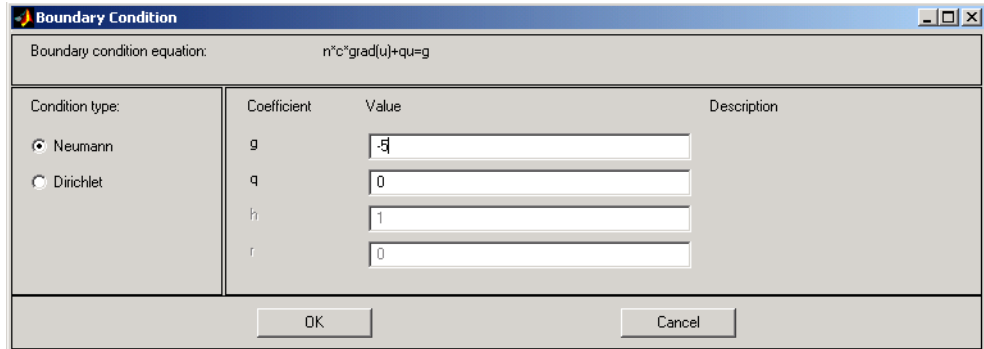 Boundary Condition
Boundary condition equation: n*c*grad(u)+qu=g
Condition type: Coefficient Value Description
Neumann g -5
Dirichlet q 0
h 1
r 0
OK Cancel